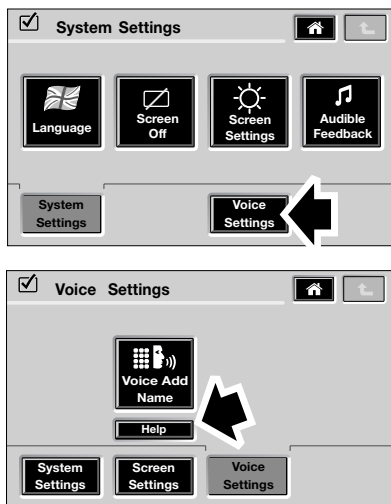 System Settings
Language
Screen
Off
Screen
Settings
Audible
Feedback
System
Settings
Voice
Settings
Voice Settings
Voice Add
Name
Help
System
Settings
Screen
Settings
Voice
Settings